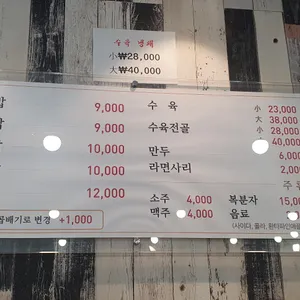 수육 냉채
小₩28,000
大₩40,000
9,000
9,000
10,000
10,000
12,000
곱배기로 변경 +1,000
수 육 小 23,000
大 38,000
수육전골 小 28,000
40,000
만두 6,000
라면사리 2,000
소주 4,000
맥주 4,000
복분자 15,000
음료